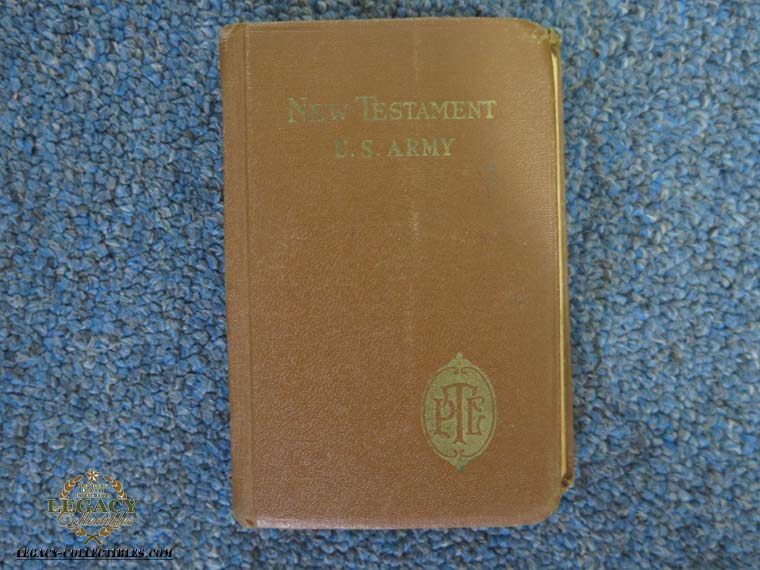 NEW TESTAMENT
U.S. ARMY
PTL
LEGACY
Collectibles
LEGACY-COLLECTIBLES.COM